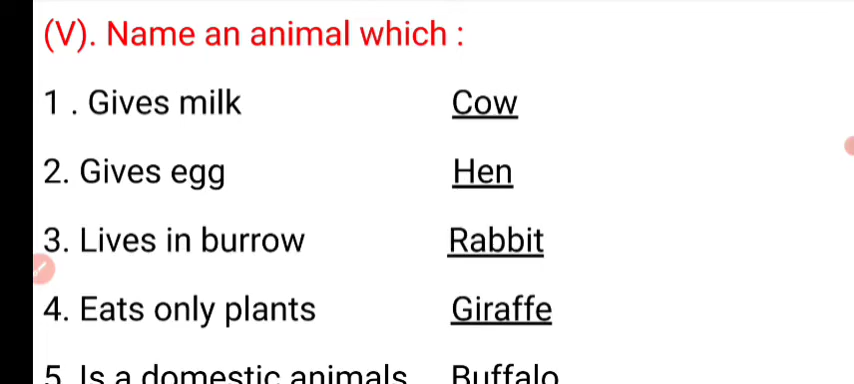 (V). Name an animal which :
1 . Gives milk Cow
2. Gives egg Hen
3. Lives in burrow Rabbit
4. Eats only plants Giraffe
5. Is a domestic animals Buffalo